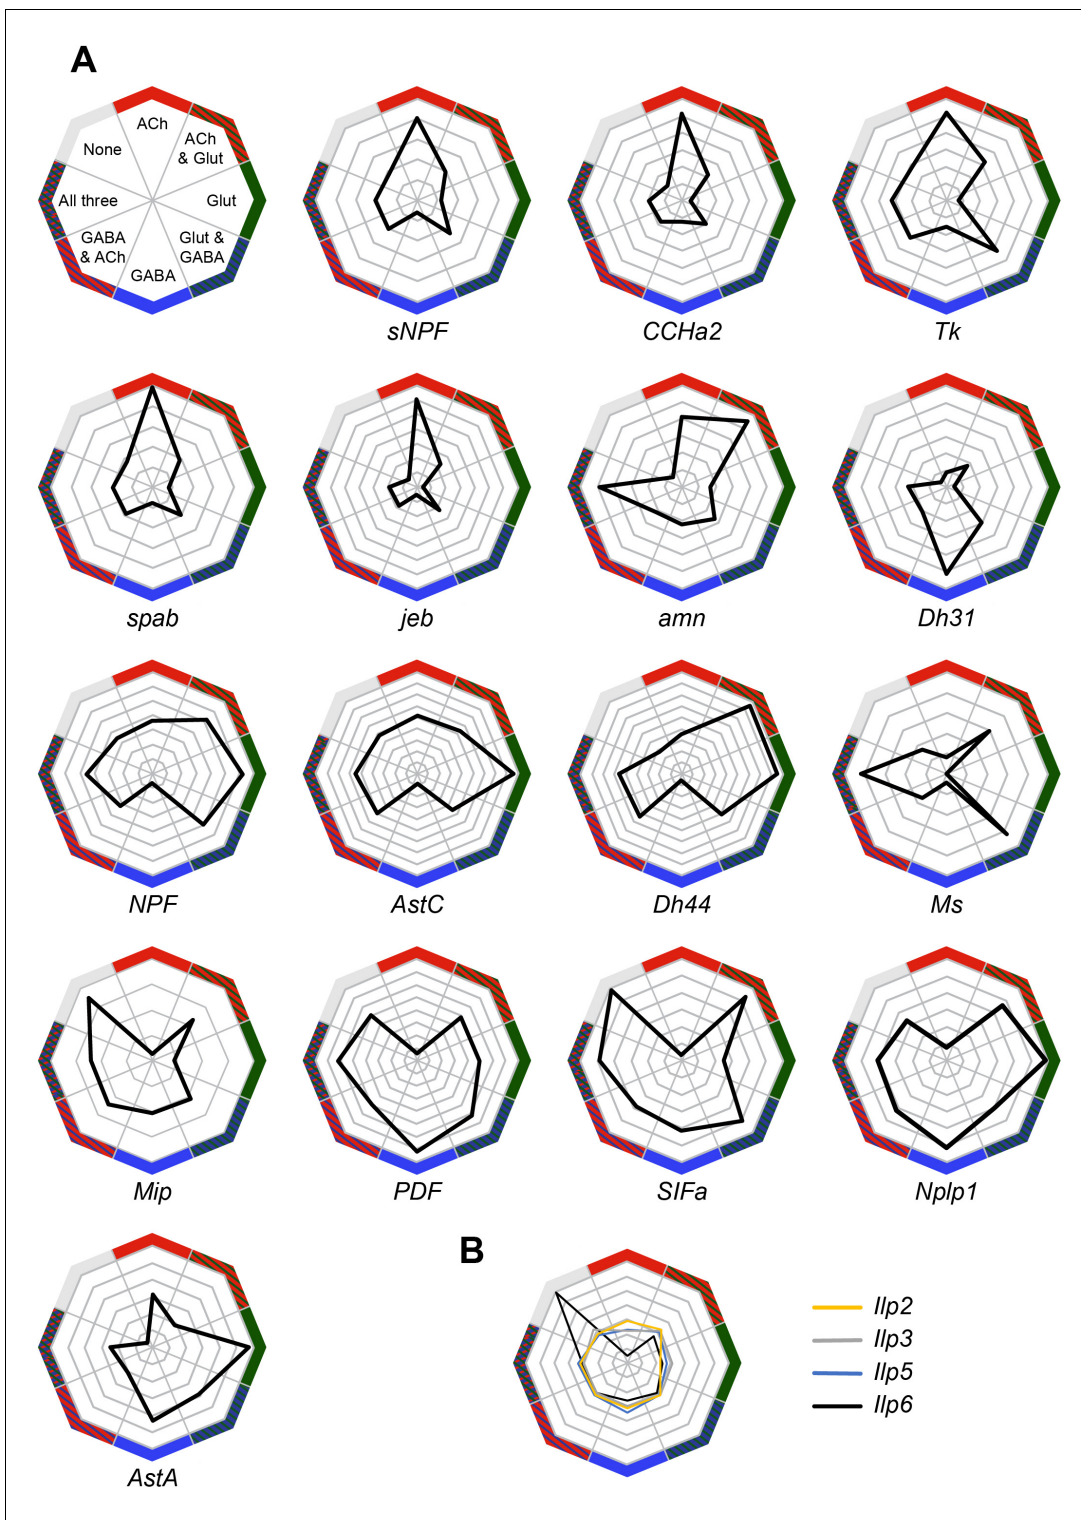 A
ACh
ACh
& Glut
None
All three
Glut
GABA
& ACh
Glut &
GABA
GABA
sNPF
CCHa2
Tk
spab
jeb
amn
Dh31
NPF
AstC
Dh44
Ms
Mip
PDF
SIFa
Nplp1
AstA
B
Ilp2
Ilp3
Ilp5
Ilp6